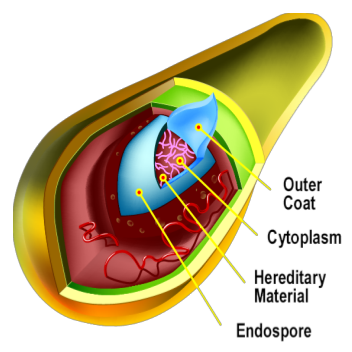 Outer
Coat
Cytoplasm
Hereditary
Material
Endospore